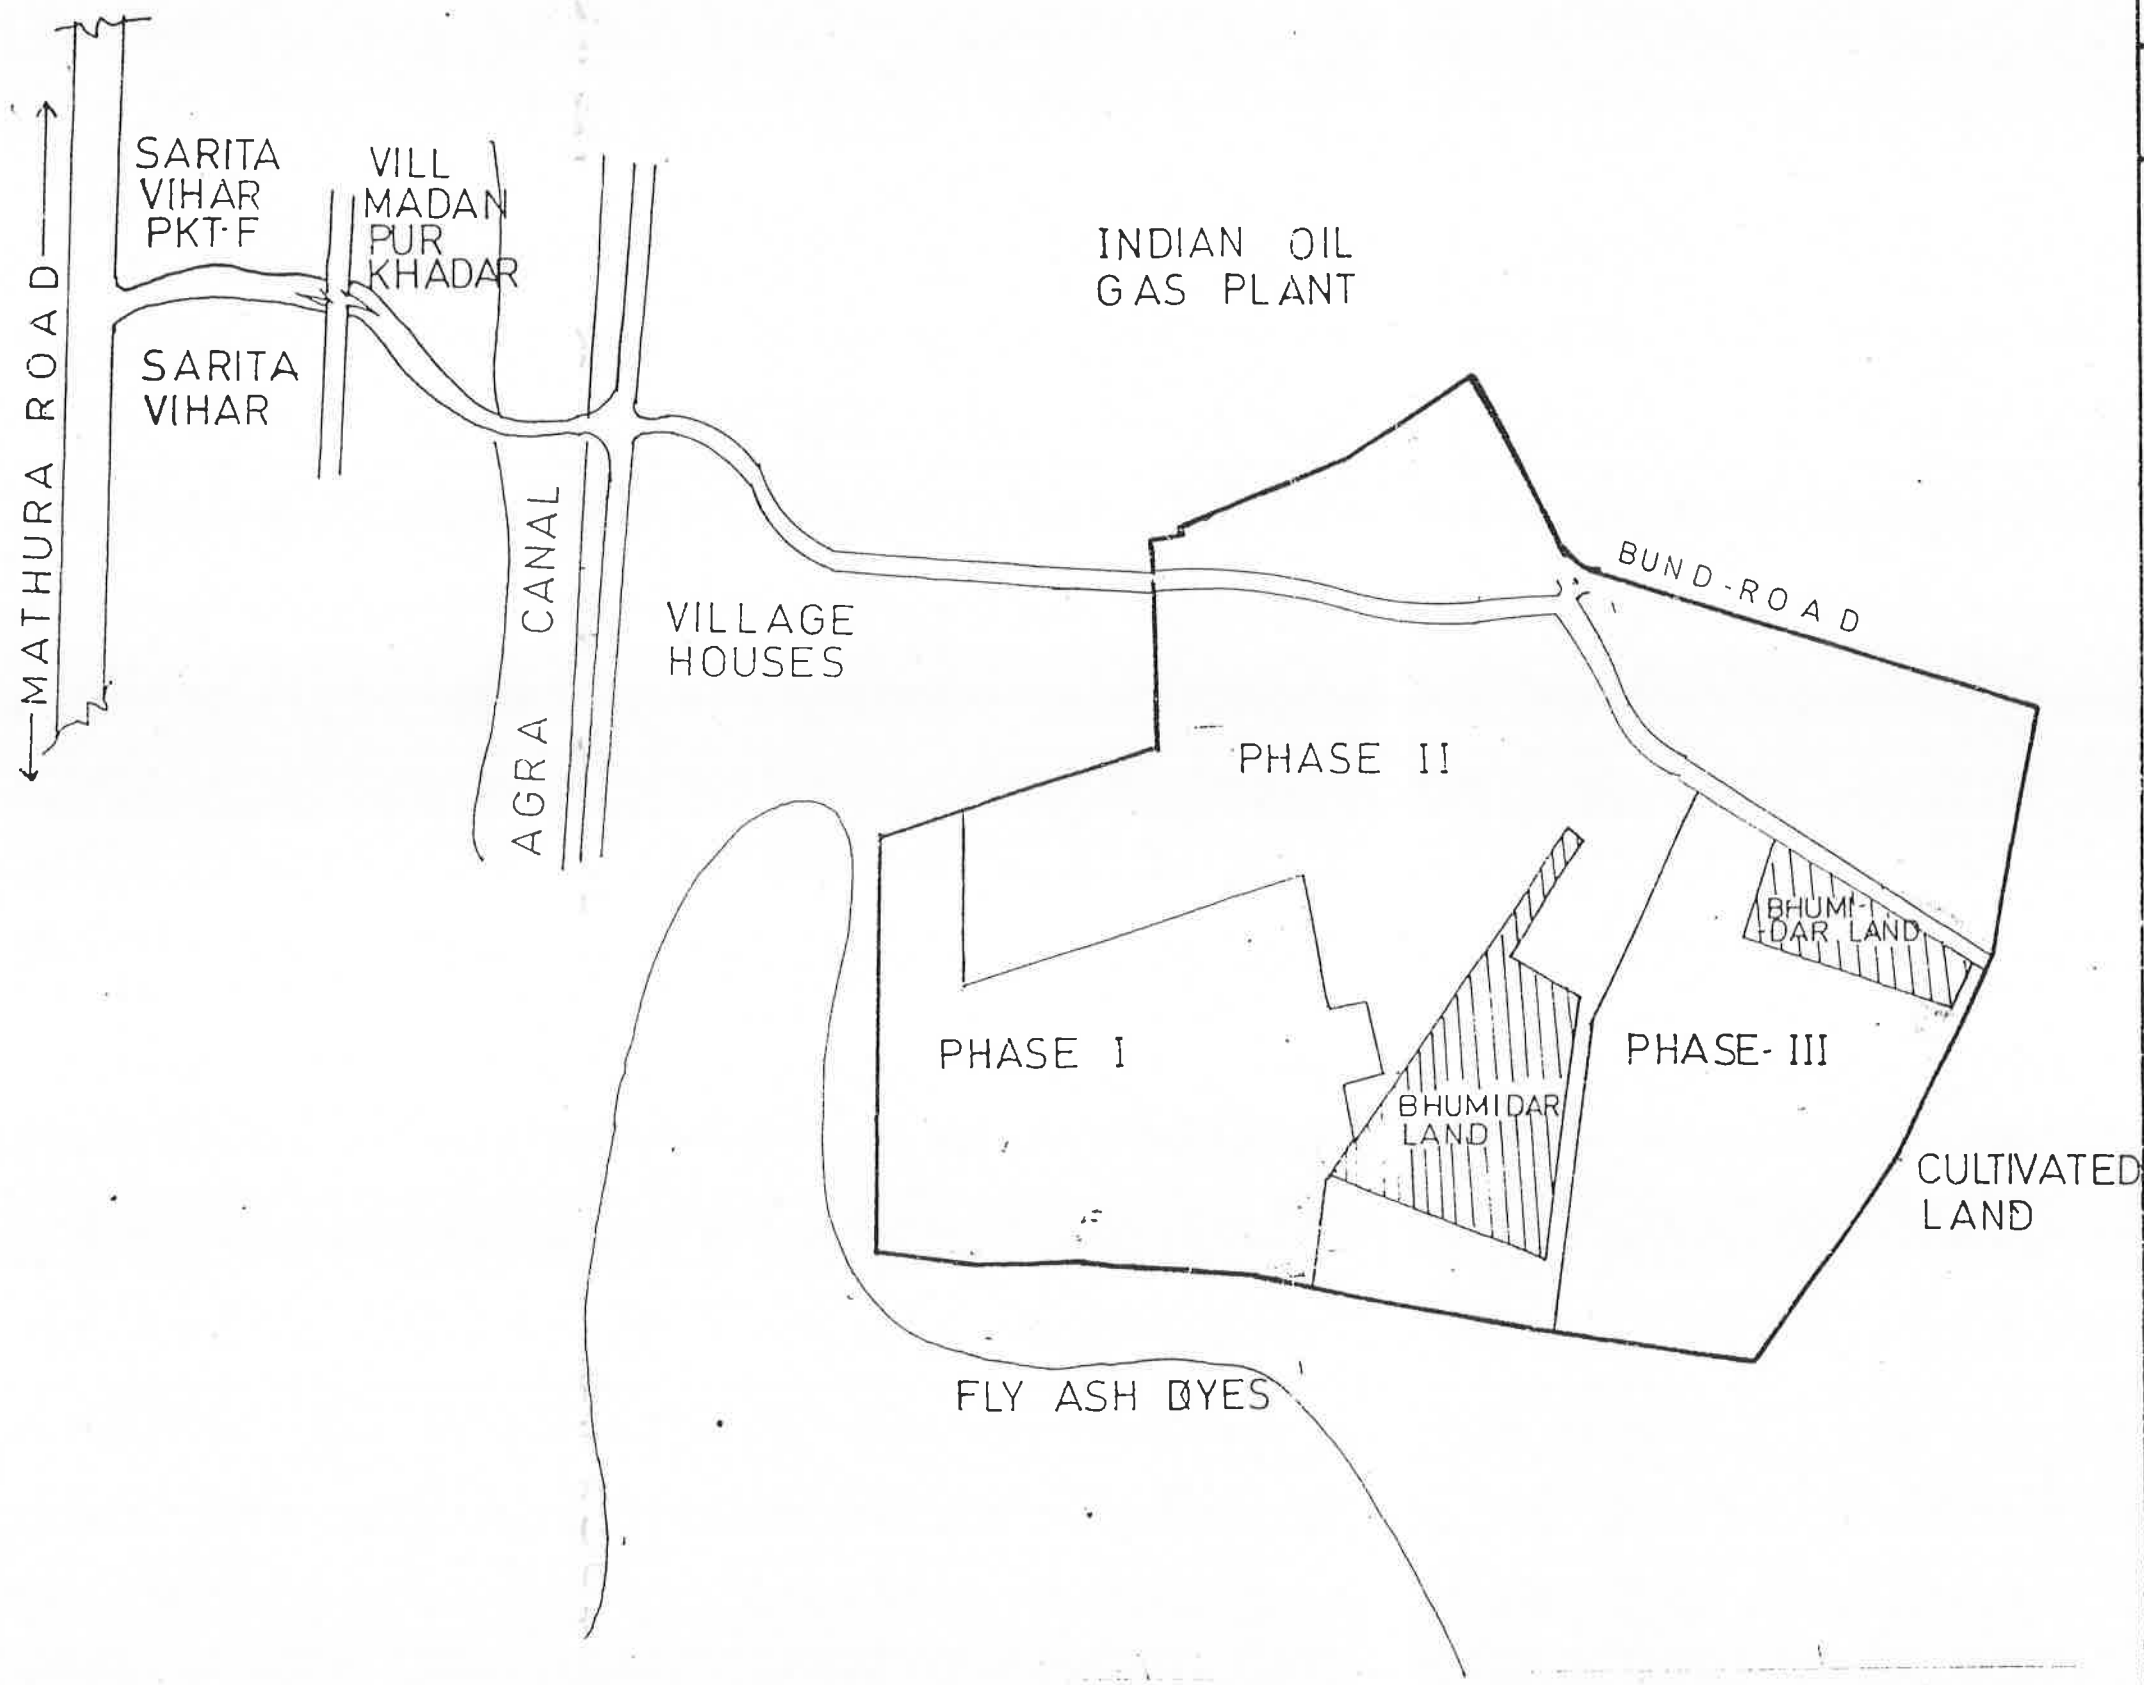 MATHURA ROAD
SARITA
VIHAR
PKT-F
VILL
MADAN
PUR
KHADAR
SARITA
VIHAR
AGRA CANAL
VILLAGE
HOUSES
INDIAN OIL
GAS PLANT
BUND-ROAD
PHASE II
BHUMI-
-DAR LAND
PHASE I
PHASE-III
BHUMIDAR
LAND
CULTIVATED
LAND
FLY ASH DYES